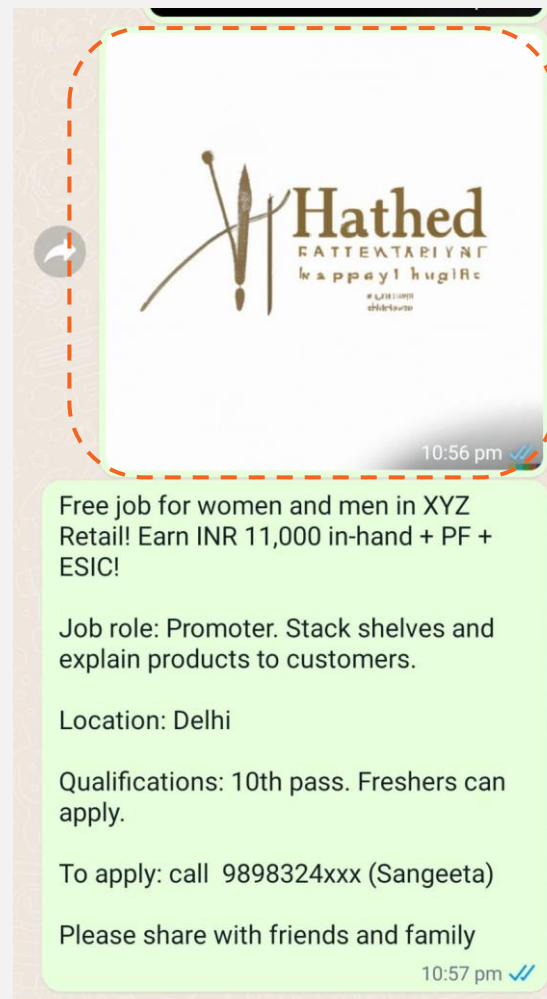 Hathed
10:56 pm
Free job for women and men in XYZ
Retail! Earn INR 11,000 in-hand + PF +
ESIC!
Job role: Promoter. Stack shelves and
explain products to customers.
Location: Delhi
Qualifications: 10th pass. Freshers can
apply.
To apply: call 9898324xxx (Sangeeta)
Please share with friends and family
10:57 pm